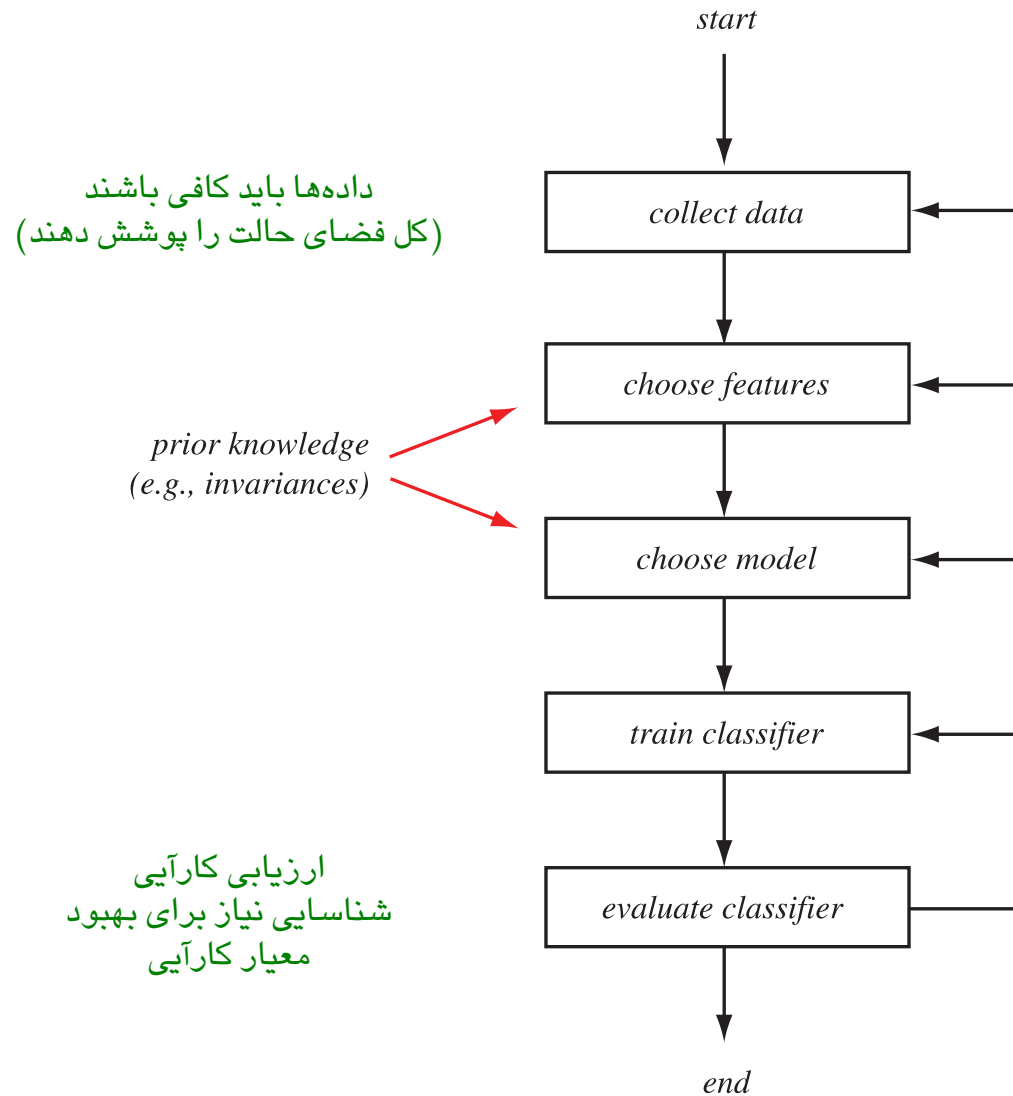 start
داده‌ها باید کافی باشند
(کل فضای حالت را پوشش دهند)
collect data
choose features
prior knowledge
(e.g., invariances)
choose model
train classifier
ارزیابی کارآیی
شناسایی نیاز برای بهبود
معیار کارآیی
evaluate classifier
end